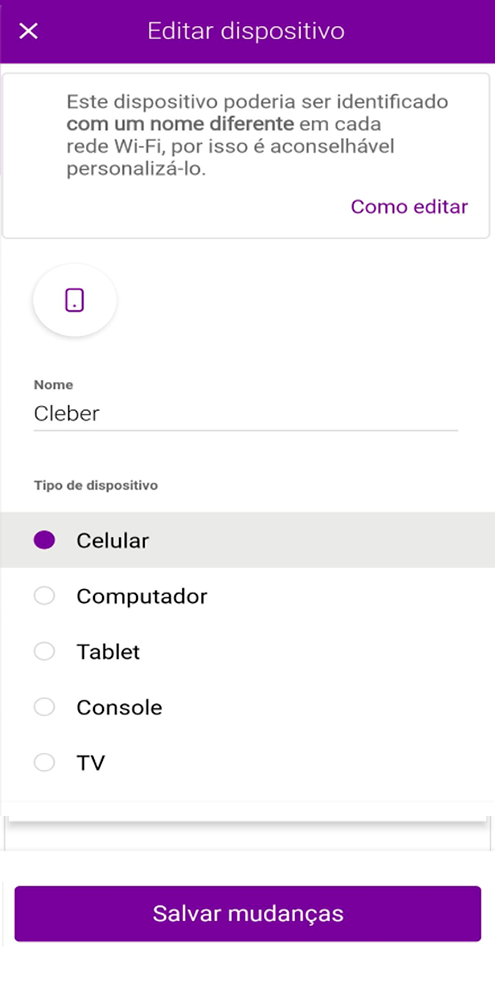 Editar dispositivo
Este dispositivo poderia ser identificado
com um nome diferente em cada
rede Wi-Fi, por isso é aconselhável
personalizá-lo.
Como editar
Nome
Cleber
Tipo de dispositivo
Celular
Computador
Tablet
Console
TV
Salvar mudanças